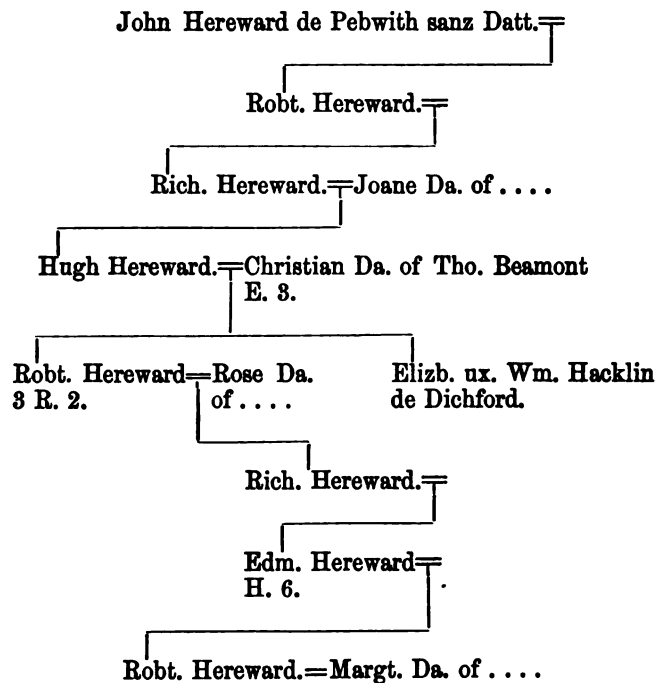 John Hereward de Pebwith sanz Datt.
Robt. Hereward.
Rich. Hereward. Joane Da. of . . . .
Hugh Hereward. Christian Da. of Tho. Beamont
E. 3.
Robt. Hereward Rose Da. Elizb. ux. Wm. Hacklin
3 R. 2. of . . . . de Dichford.
Rich. Hereward.
Edm. Hereward
H. 6.
Robt. Hereward. Margt. Da. of . . . .